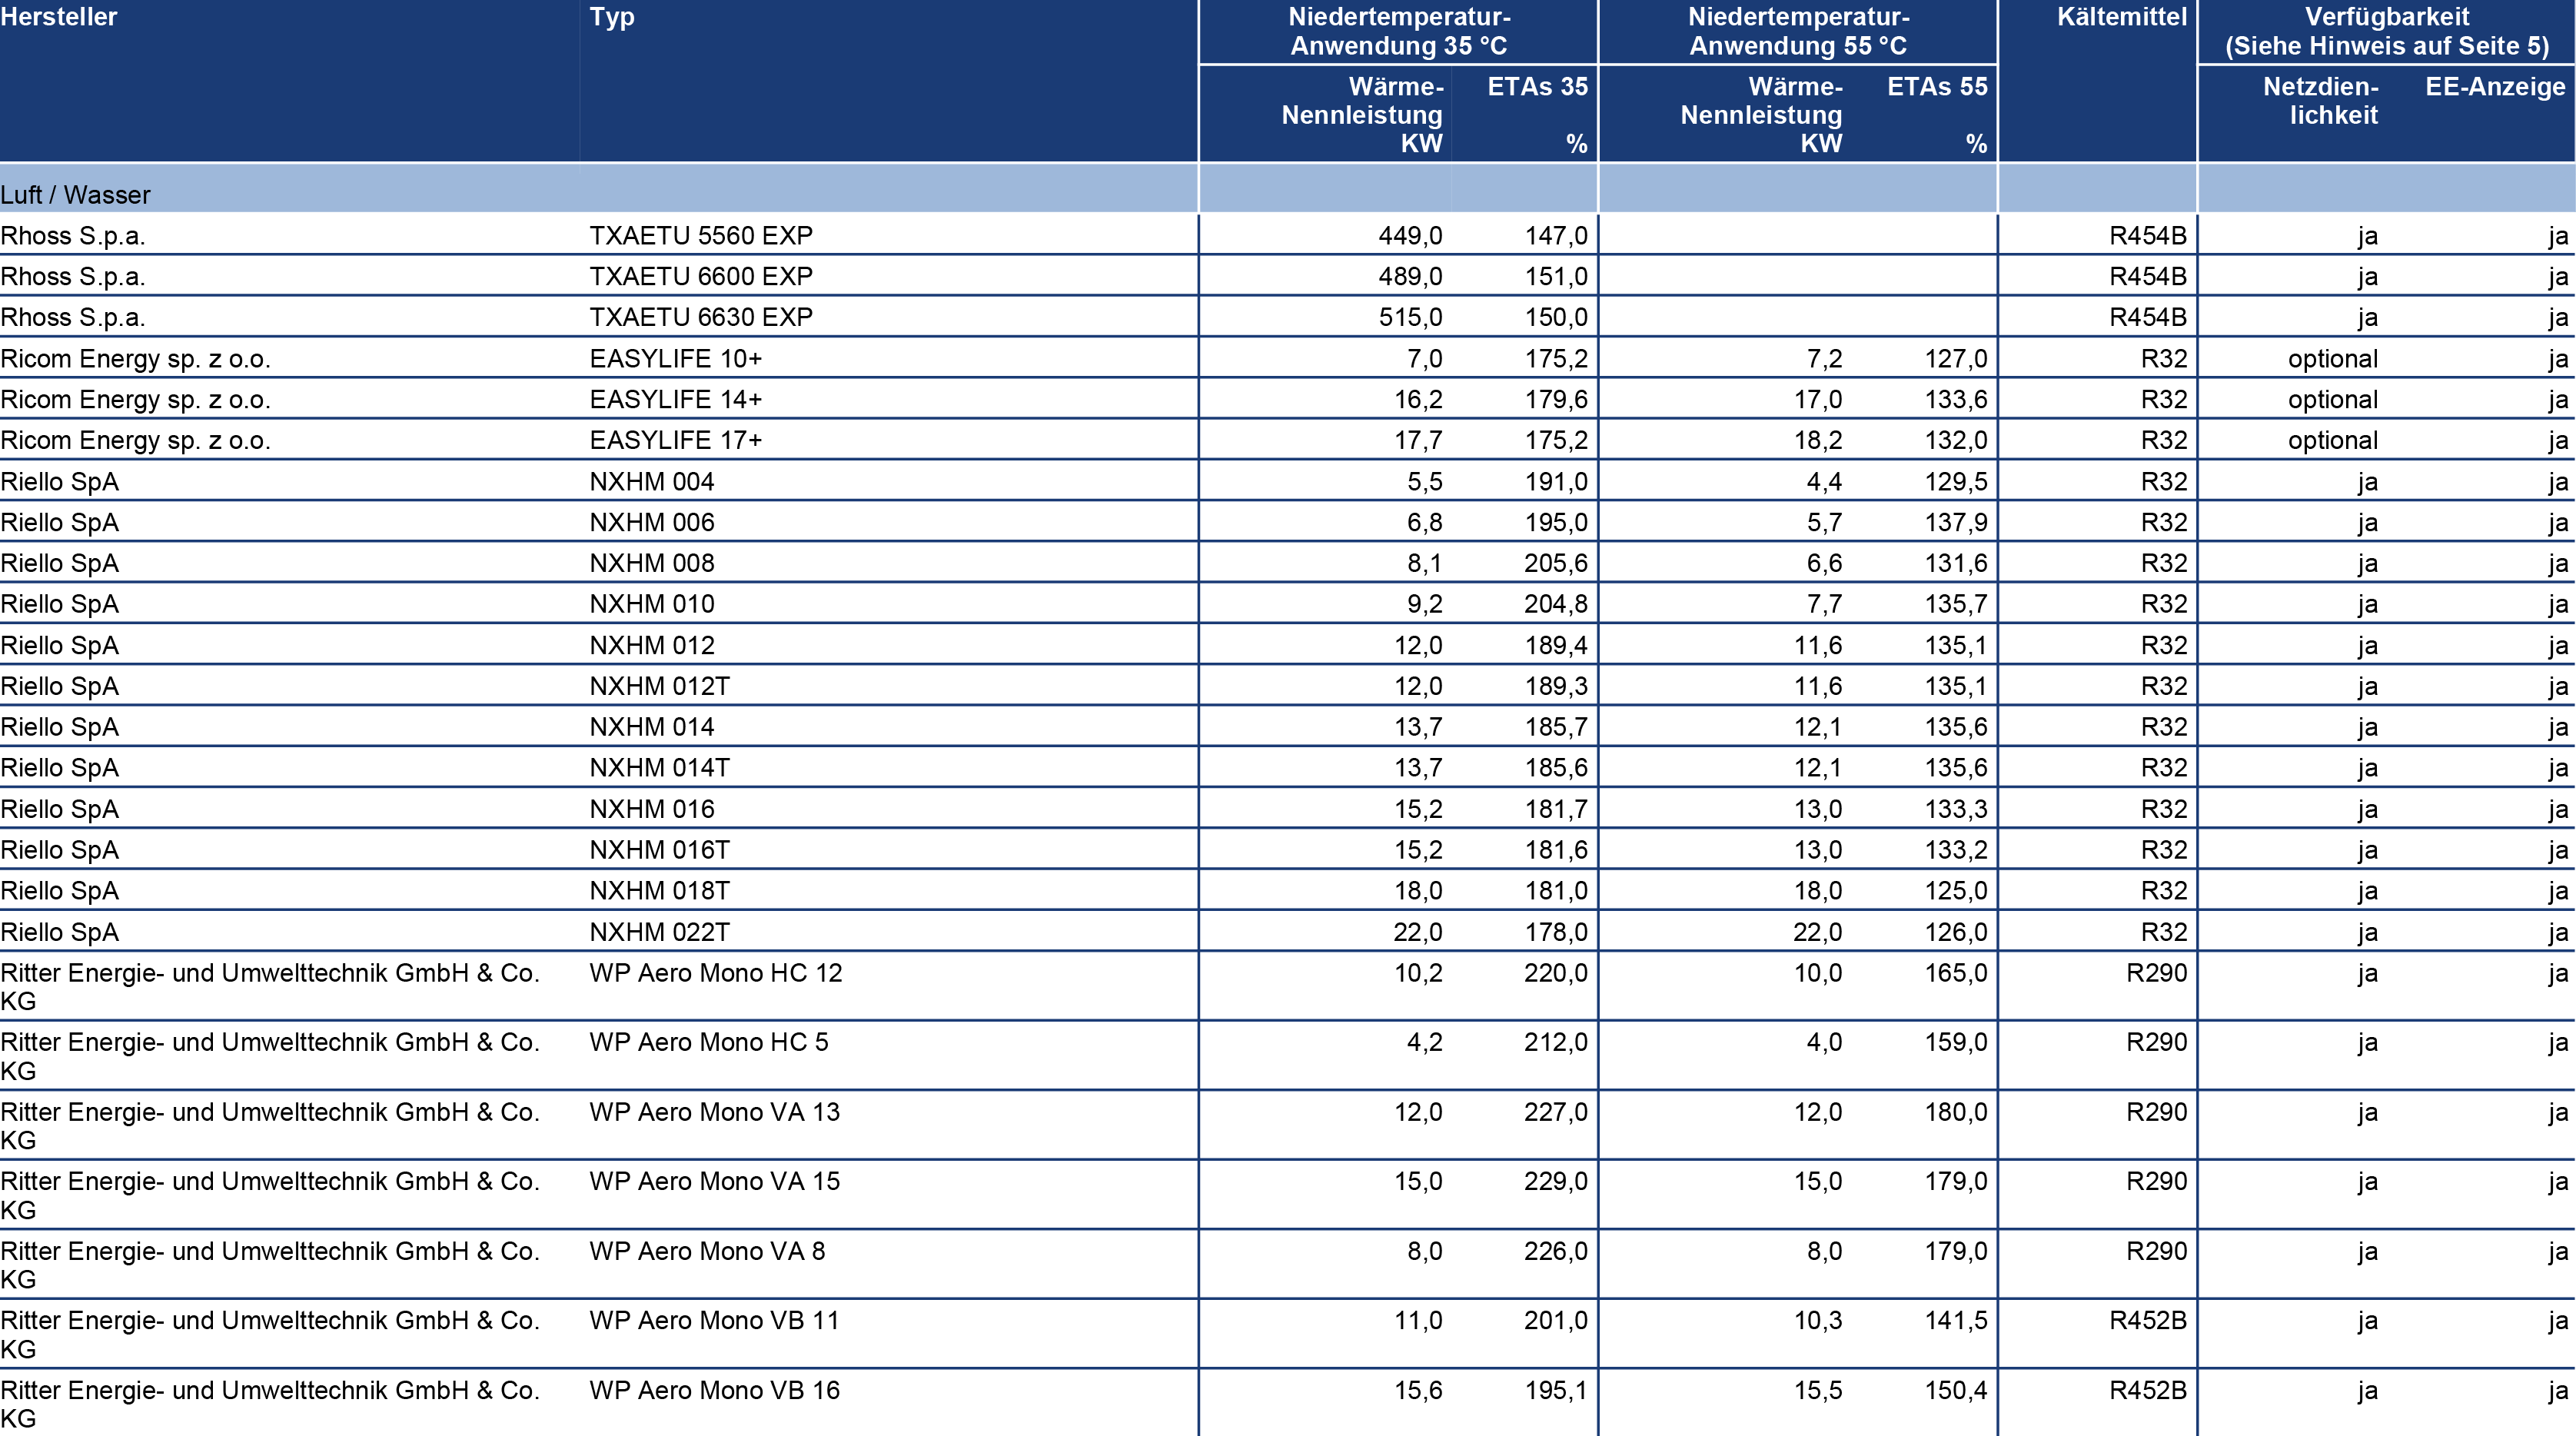 Hersteller Typ Niedertemperatur- Niedertemperatur- Kältemittel Verfügbarkeit
Anwendung 35 °C Anwendung 55 °C (Siehe Hinweis auf Seite 5)
Wärme- ETAs 35 Wärme- ETAs 55 Netzdien- EE-Anzeige
Nennleistung Nennleistung lichkeit
KW % KW %
Luft / Wasser
Rhoss S.p.a. TXAETU 5560 EXP 449,0 147,0 R454B ja ja
Rhoss S.p.a. TXAETU 6600 EXP 489,0 151,0 R454B ja ja
Rhoss S.p.a. TXAETU 6630 EXP 515,0 150,0 R454B ja ja
Ricom Energy sp. z o.o. EASYLIFE 10+ 7,0 175,2 7,2 127,0 R32 optional ja
Ricom Energy sp. z o.o. EASYLIFE 14+ 16,2 179,6 17,0 133,6 R32 optional ja
Ricom Energy sp. z o.o. EASYLIFE 17+ 17,7 175,2 18,2 132,0 R32 optional ja
Riello SpA NXHM 004 5,5 191,0 4,4 129,5 R32 ja ja
Riello SpA NXHM 006 6,8 195,0 5,7 137,9 R32 ja ja
Riello SpA NXHM 008 8,1 205,6 6,6 131,6 R32 ja ja
Riello SpA NXHM 010 9,2 204,8 7,7 135,7 R32 ja ja
Riello SpA NXHM 012 12,0 189,4 11,6 135,1 R32 ja ja
Riello SpA NXHM 012T 12,0 189,3 11,6 135,1 R32 ja ja
Riello SpA NXHM 014 13,7 185,7 12,1 135,6 R32 ja ja
Riello SpA NXHM 014T 13,7 185,6 12,1 135,6 R32 ja ja
Riello SpA NXHM 016 15,2 181,7 13,0 133,3 R32 ja ja
Riello SpA NXHM 016T 15,2 181,6 13,0 133,2 R32 ja ja
Riello SpA NXHM 018T 18,0 181,0 18,0 125,0 R32 ja ja
Riello SpA NXHM 022T 22,0 178,0 22,0 126,0 R32 ja ja
Ritter Energie- und Umwelttechnik GmbH & Co. WP Aero Mono HC 12 10,2 220,0 10,0 165,0 R290 ja ja
KG
Ritter Energie- und Umwelttechnik GmbH & Co. WP Aero Mono HC 5 4,2 212,0 4,0 159,0 R290 ja ja
KG
Ritter Energie- und Umwelttechnik GmbH & Co. WP Aero Mono VA 13 12,0 227,0 12,0 180,0 R290 ja ja
KG
Ritter Energie- und Umwelttechnik GmbH & Co. WP Aero Mono VA 15 15,0 229,0 15,0 179,0 R290 ja ja
KG
Ritter Energie- und Umwelttechnik GmbH & Co. WP Aero Mono VA 8 8,0 226,0 8,0 179,0 R290 ja ja
KG
Ritter Energie- und Umwelttechnik GmbH & Co. WP Aero Mono VB 11 11,0 201,0 10,3 141,5 R452B ja ja
KG
Ritter Energie- und Umwelttechnik GmbH & Co. WP Aero Mono VB 16 15,6 195,1 15,5 150,4 R452B ja ja
KG